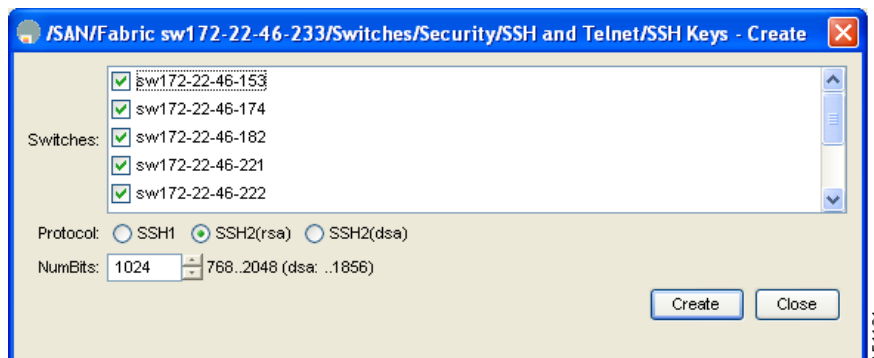 /SAN/Fabric sw172-22-46-233/Switches/Security/SSH and Telnet/SSH Keys - Create
sw172-22-46-153
sw172-22-46-174
Switches: sw172-22-46-182
sw172-22-46-221
sw172-22-46-222
Protocol: SSH1 SSH2(rsa) SSH2(dsa)
NumBits: 1024 768..2048 (dsa: ..1856)
Create Close